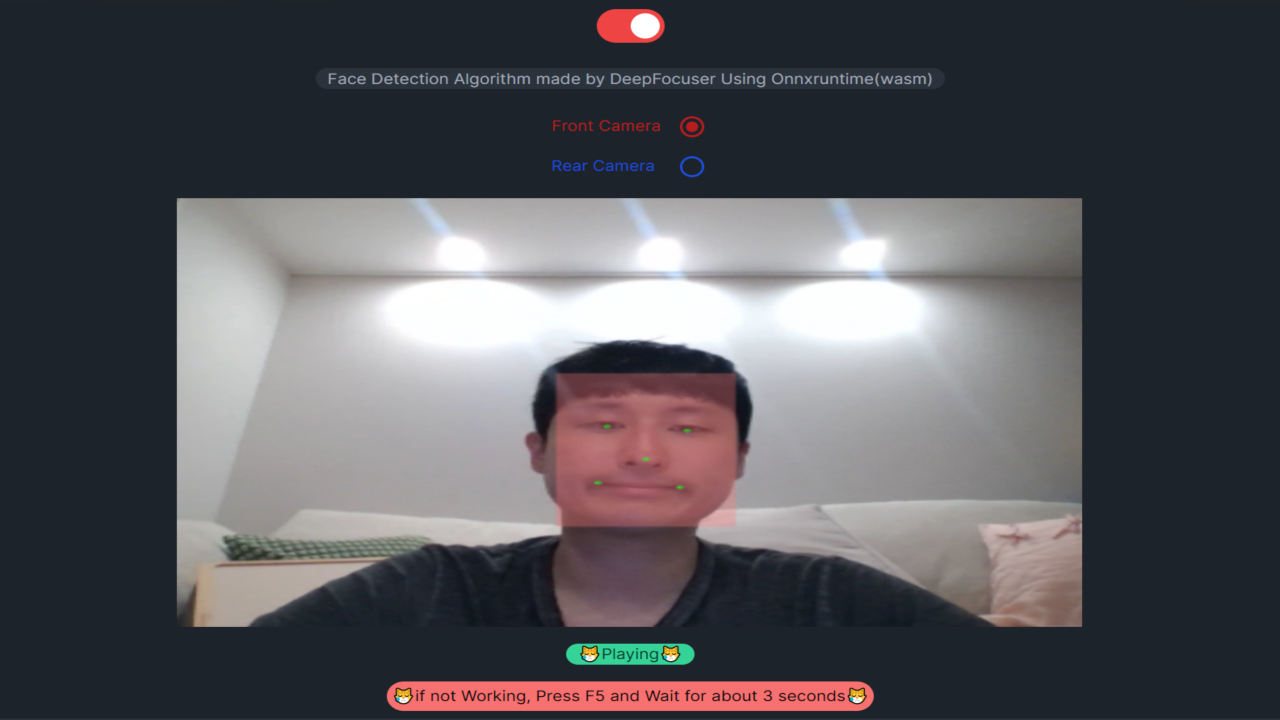 Face Detection Algorithm made by DeepFocuser Using Onnxruntime(wasm)
Front Camera
Rear Camera
😹Playing😹
😹if not Working, Press F5 and Wait for about 3 seconds😹